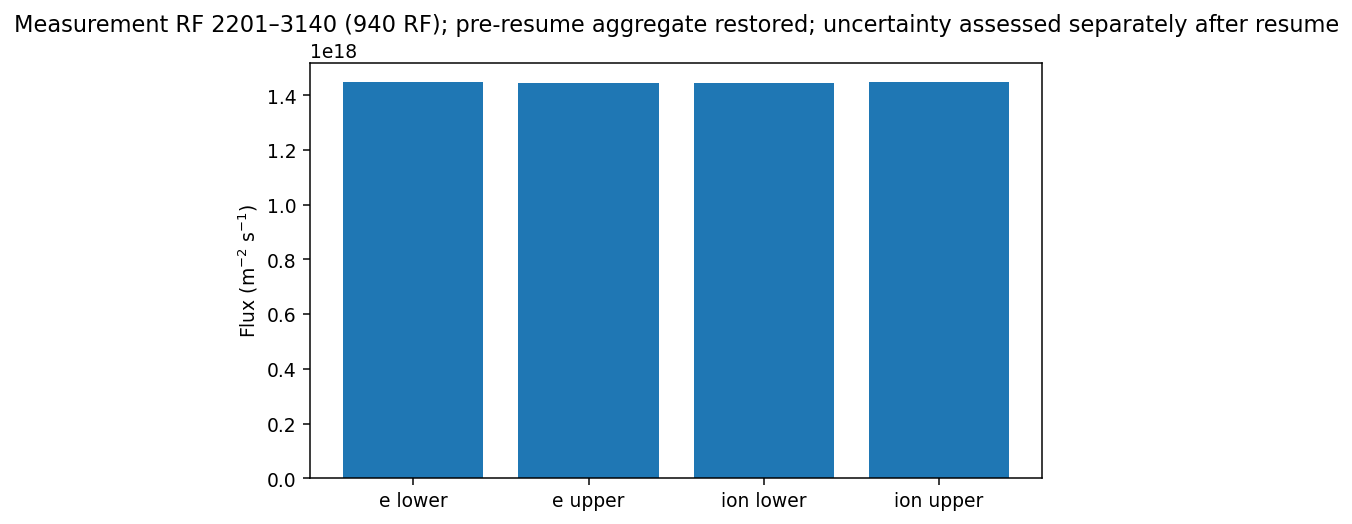 Measurement RF 2201–3140 (940 RF); pre-resume aggregate restored; uncertainty assessed separately after resume
1e18
Flux (m⁻² s⁻¹)
1.4
1.2
1.0
0.8
0.6
0.4
0.2
0.0
e lower
e upper
ion lower
ion upper